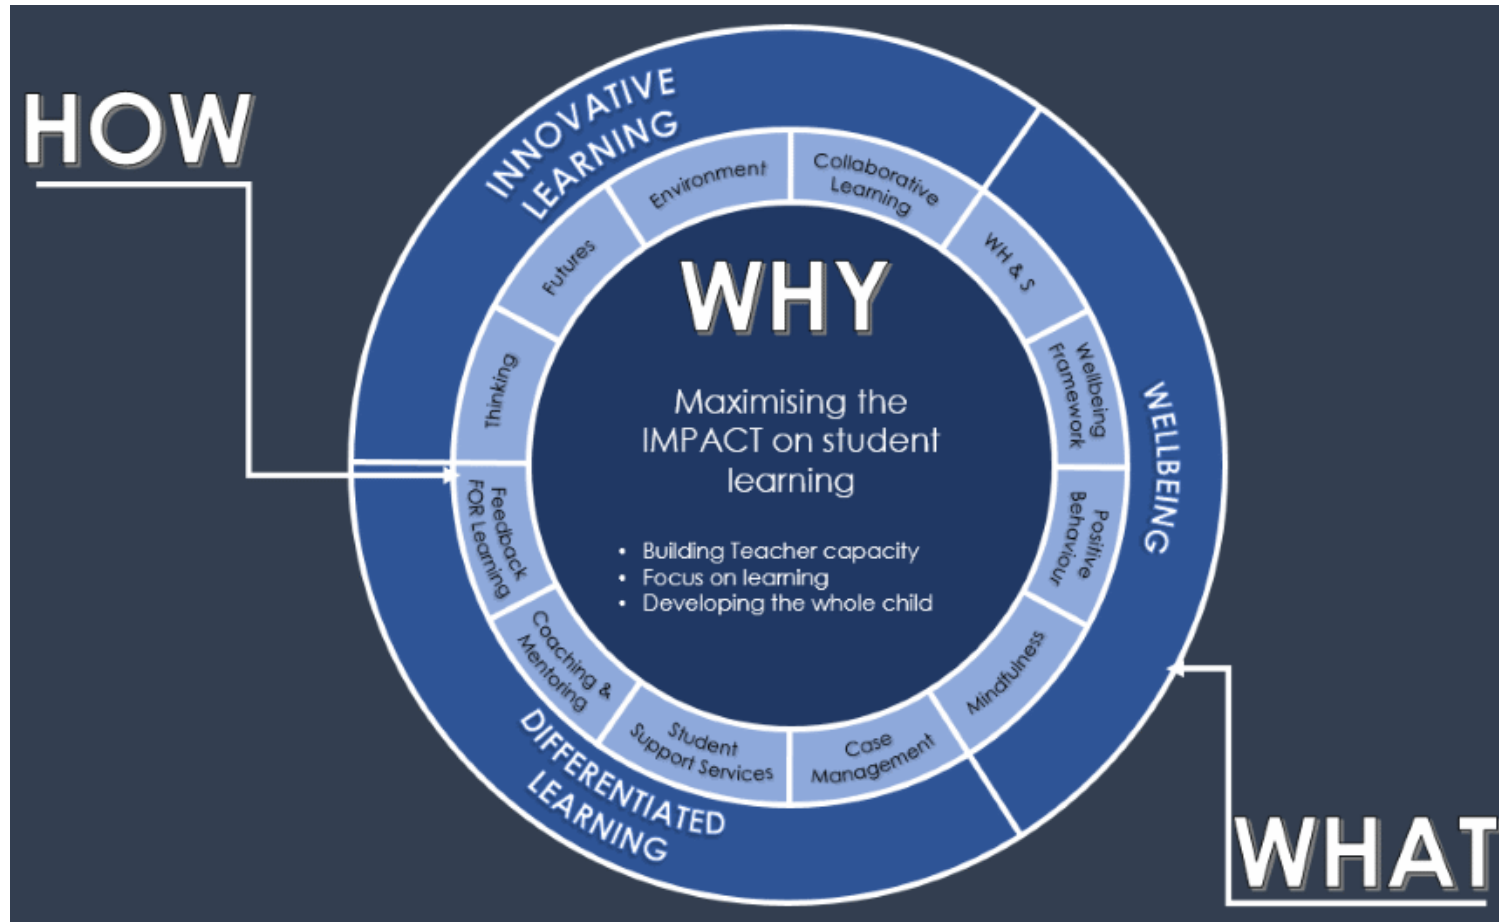 HOW
INNOVATIVE
LEARNING
Environment
Collaborative
Learning
Futures
WH & S
WHY
Thinking
Wellbeing
Framework
Maximising the
IMPACT on student
learning
WELLBEING
Feedback
FOR Learning
Positive
Behaviour
• Building Teacher capacity
• Focus on learning
• Developing the whole child
Coaching &
Mentoring
Mindfulness
Student
Support Services
Case
Management
DIFFERENTIATED
LEARNING
WHAT